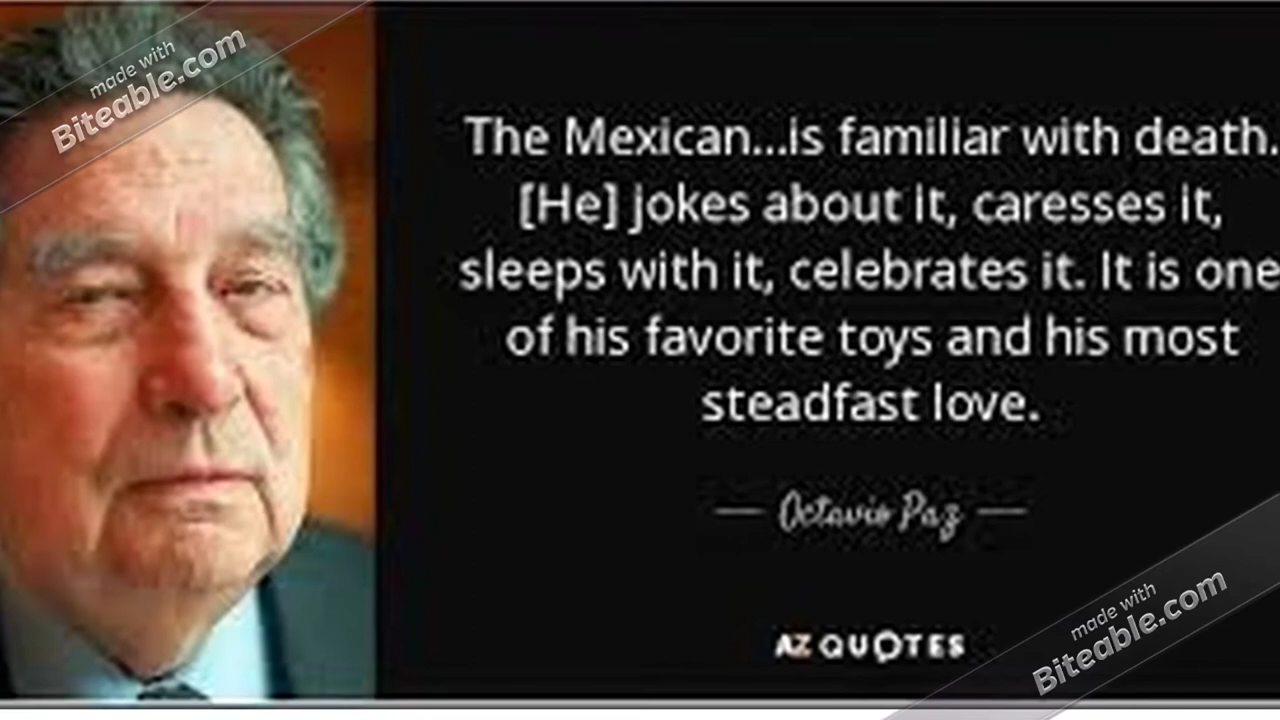 made with
Biteable.com
The Mexican...is familiar with death.
[He] jokes about it, caresses it,
sleeps with it, celebrates it. It is one
of his favorite toys and his most
steadfast love.
— Octavio Paz —
AZ QUOTES
made with
Biteable.com